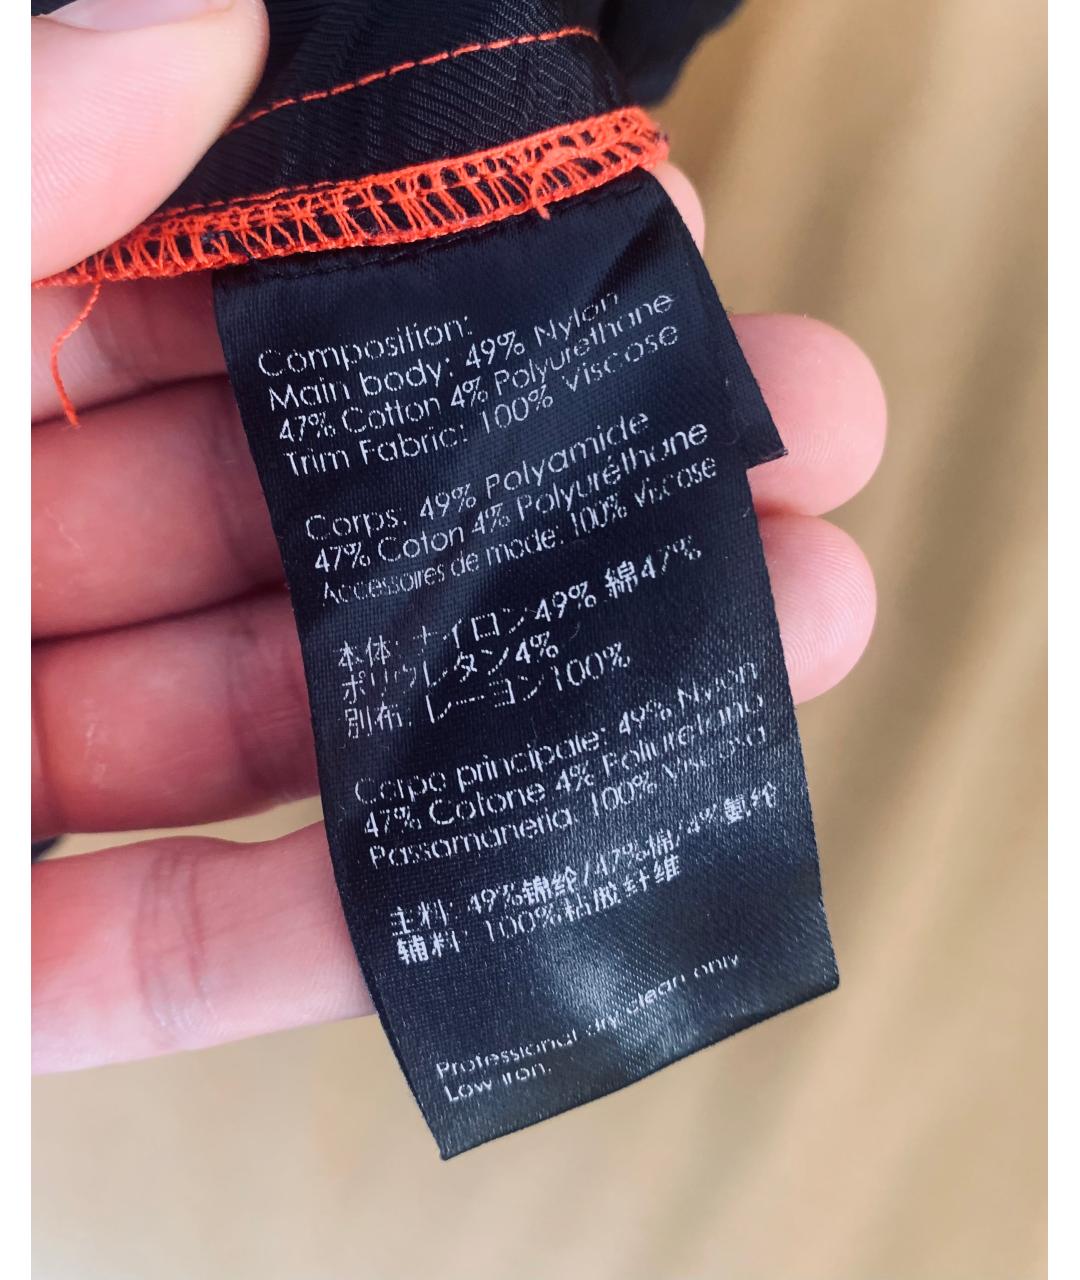 Composition:
Main body: 49% Nylon
47% Cotton 4% Polyurethane
Trim Fabric: 100% Viscose
Corps: 49% Polyamide
47% Coton 4% Polyuréthane
Accessoires de mode: 100% Viscose
本体: ナイロン49% 綿47%
ポリウレタン4%
別布: レーヨン100%
Corpo principale: 49% Nylon
47% Cotone 4% Poliuretano
Passamaneria: 100% Viscosa
主料: 49%锦纶/47%棉/4%氨纶
辅料: 100%粘胶纤维
Professional dry clean only
Low iron.